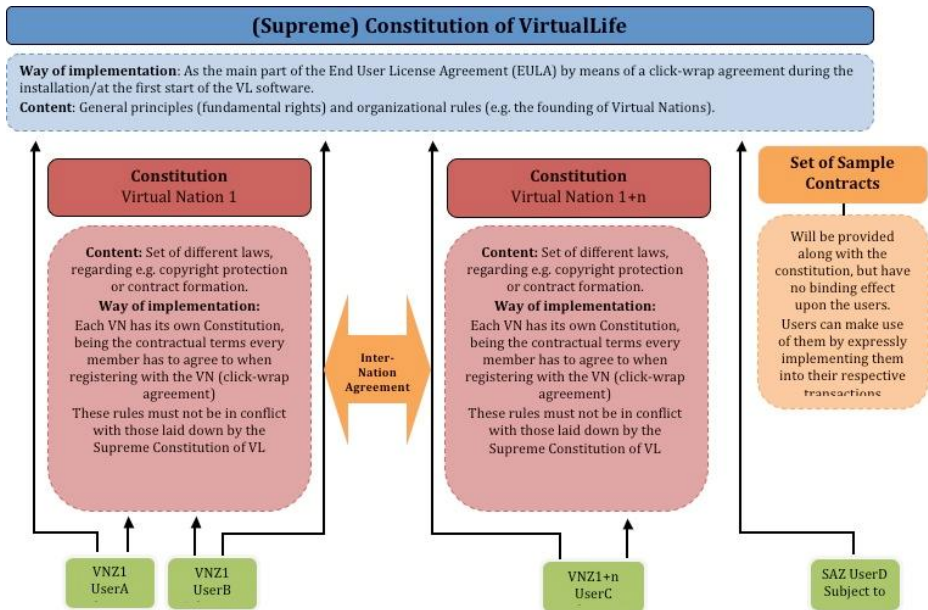 (Supreme) Constitution of VirtualLife
Way of implementation: As the main part of the End User License Agreement (EULA) by means of a click-wrap agreement during the
installation/at the first start of the VL software.
Content: General principles (fundamental rights) and organizational rules (e.g. the founding of Virtual Nations).
Constitution
Virtual Nation 1
Content: Set of different laws,
regarding e.g. copyright protection
or contract formation.
Way of implementation:
Each VN has its own Constitution,
being the contractual terms every
member has to agree to when
registering with the VN (click-wrap
agreement)
These rules must not be in conflict
with those laid down by the
Supreme Constitution of VL
Inter-
Nation
Agreement
Constitution
Virtual Nation 1+n
Content: Set of different laws,
regarding e.g. copyright protection
or contract formation.
Way of implementation:
Each VN has its own Constitution,
being the contractual terms every
member has to agree to when
registering with the VN (click-wrap
agreement)
These rules must not be in conflict
with those laid down by the
Supreme Constitution of VL
Set of Sample
Contracts
Will be provided
along with the
constitution, but have
no binding effect
upon the users.
Users can make use
of them by expressly
implementing them
into their respective
transactions
VNZ1
UserA
VNZ1
UserB
VNZ1+n
UserC
SAZ UserD
Subject to